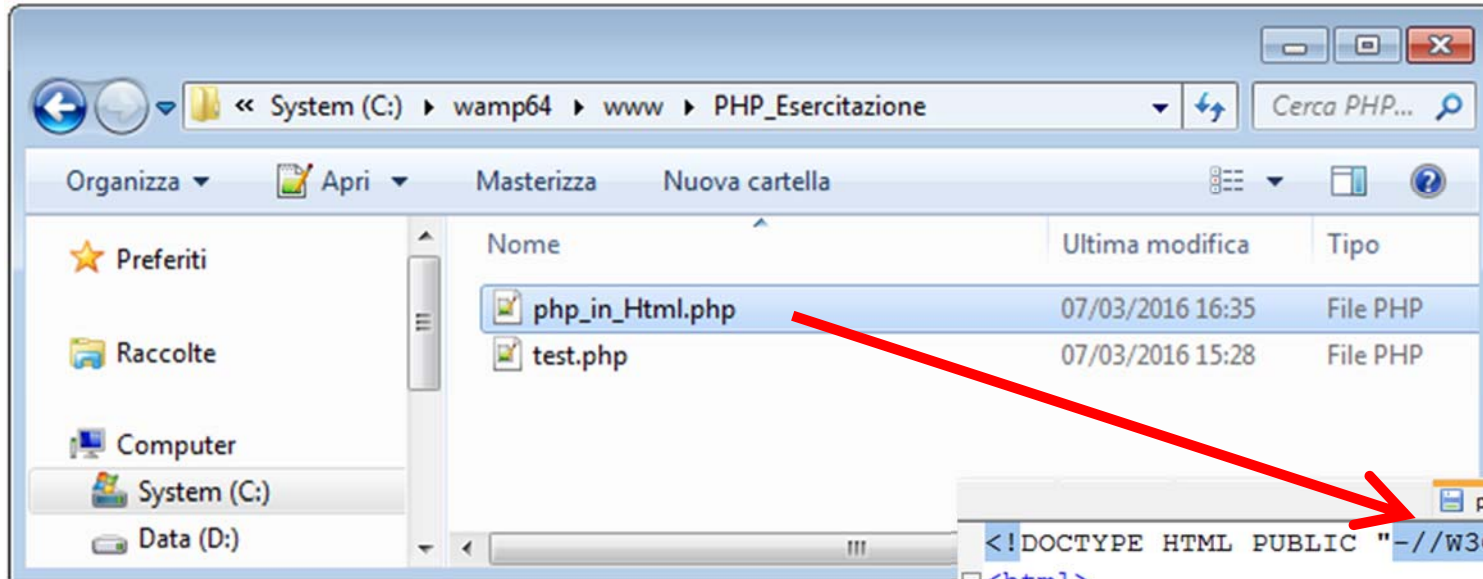 « System (C:) ▸ wamp64 ▸ www ▸ PHP_Esercitazione Cerca PHP...
Organizza Apri Masterizza Nuova cartella
Preferiti
Raccolte
Computer
System (C:)
Data (D:)
Nome Ultima modifica Tipo
php_in_Html.php 07/03/2016 16:35 File PHP
test.php 07/03/2016 15:28 File PHP
<!DOCTYPE HTML PUBLIC "-//W3
<html>